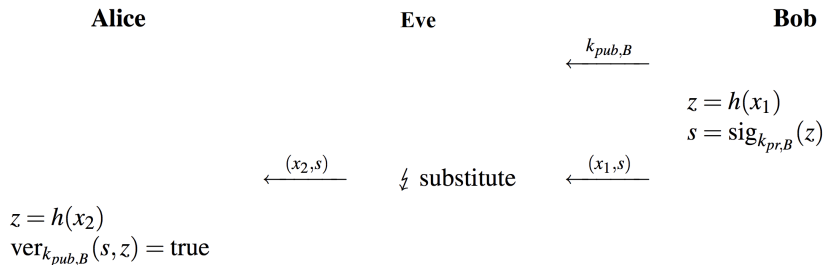 Alice Eve Bob
k_{pub,B}
z = h(x_1)
s = sig_{k_{pr,B}}(z)
(x_2,s) ↯ substitute (x_1,s)
z = h(x_2)
ver_{k_{pub,B}}(s,z) = true